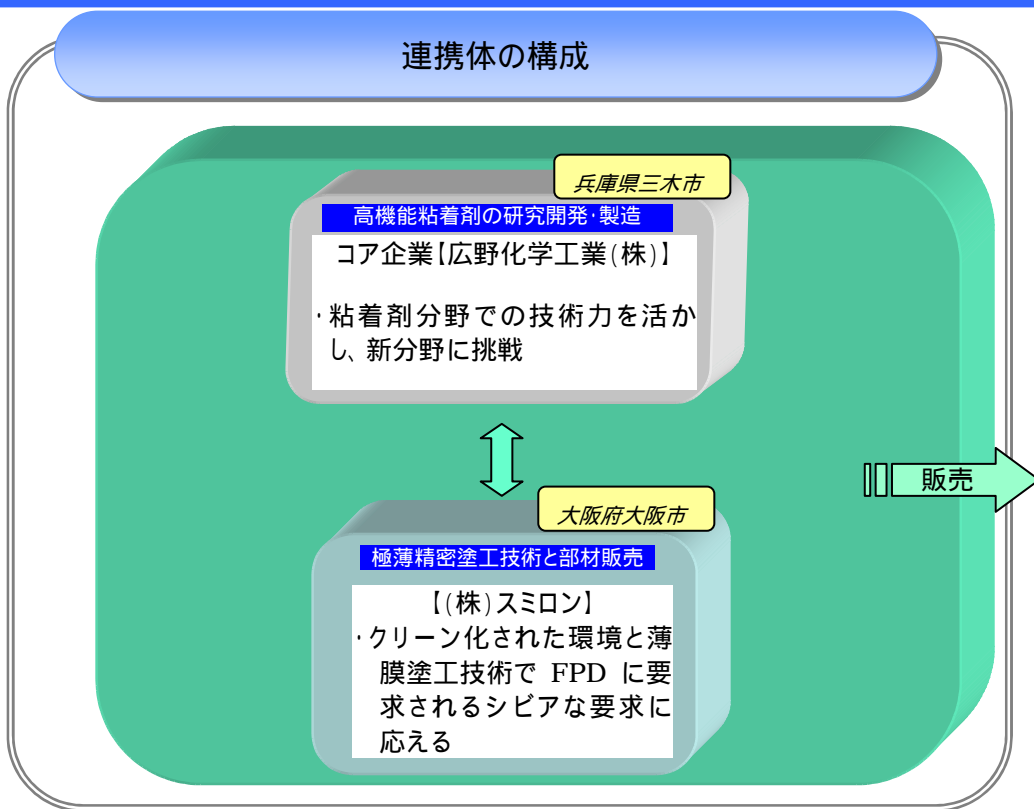 連携体の構成
兵庫県三木市
高機能粘着剤の研究開発・製造
コア企業【広野化学工業(株)】
・粘着剤分野での技術力を活か
し、新分野に挑戦
販売
大阪府大阪市
極薄精密塗工技術と部材販売
【(株)スミロン】
・クリーン化された環境と薄
膜塗工技術で FPD に要
求されるシビアな要求に
応える